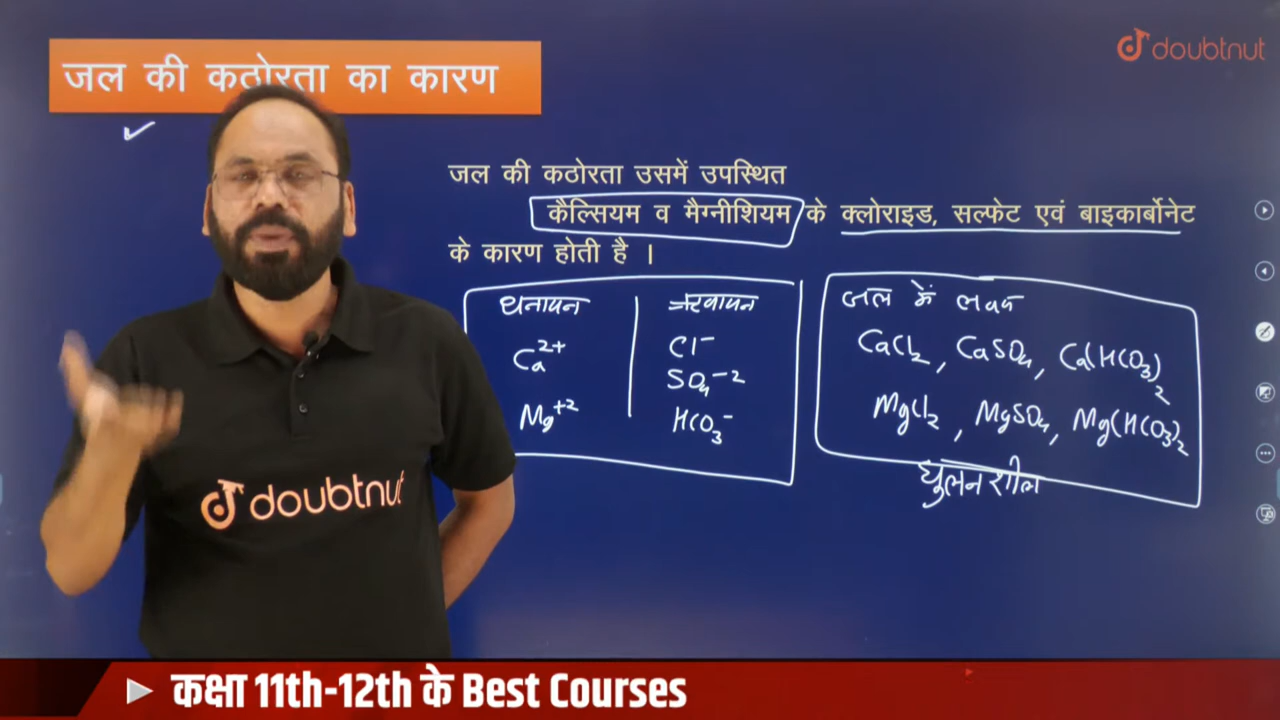 doubtnut
जल की कठोरता का कारण
जल की कठोरता उसमें उपस्थित
कैल्सियम व मैग्नीशियम के क्लोराइड, सल्फेट एवं बाइकार्बोनेट
के कारण होती है ।
धनायन ऋणायन
Ca²⁺ Cl⁻
SO₄⁻²
Mg⁺² HCO₃⁻
जल में लवण
CaCl₂, CaSO₄, Ca(HCO₃)₂
MgCl₂, MgSO₄, Mg(HCO₃)₂
घुलनशील
doubtnut
कक्षा 11th-12th के Best Courses